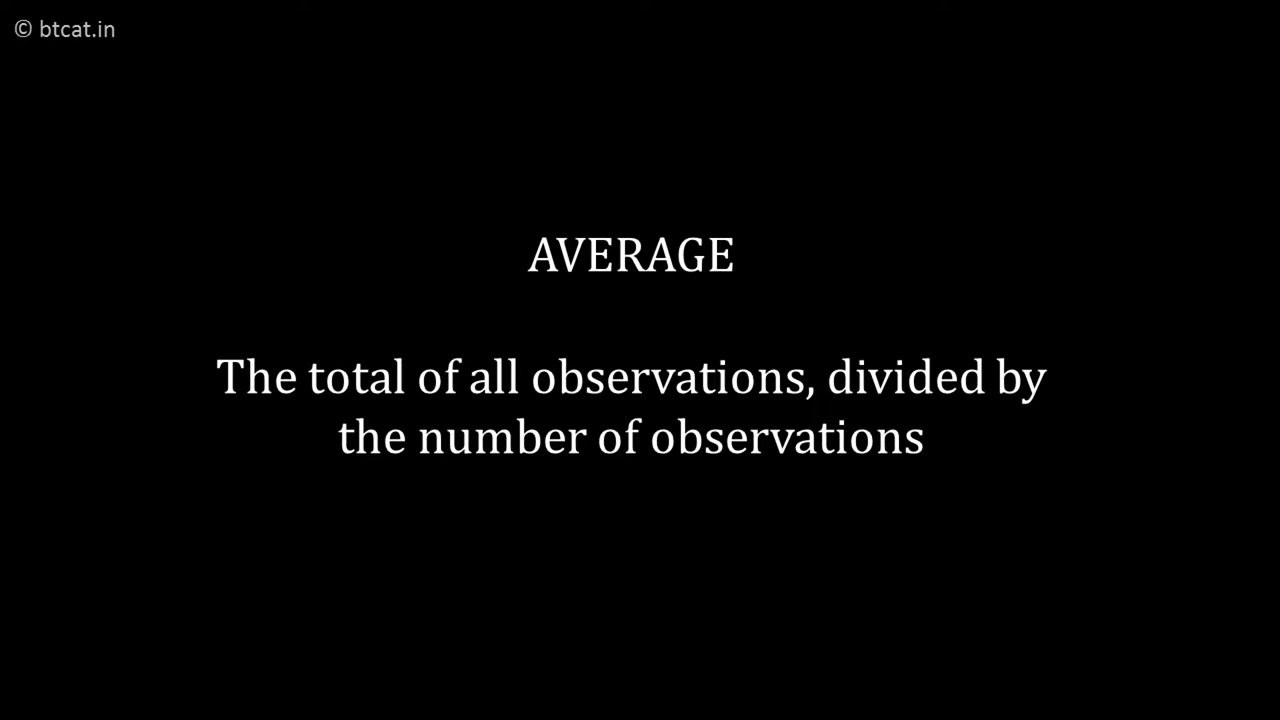 © btcat.in
AVERAGE
The total of all observations, divided by
the number of observations